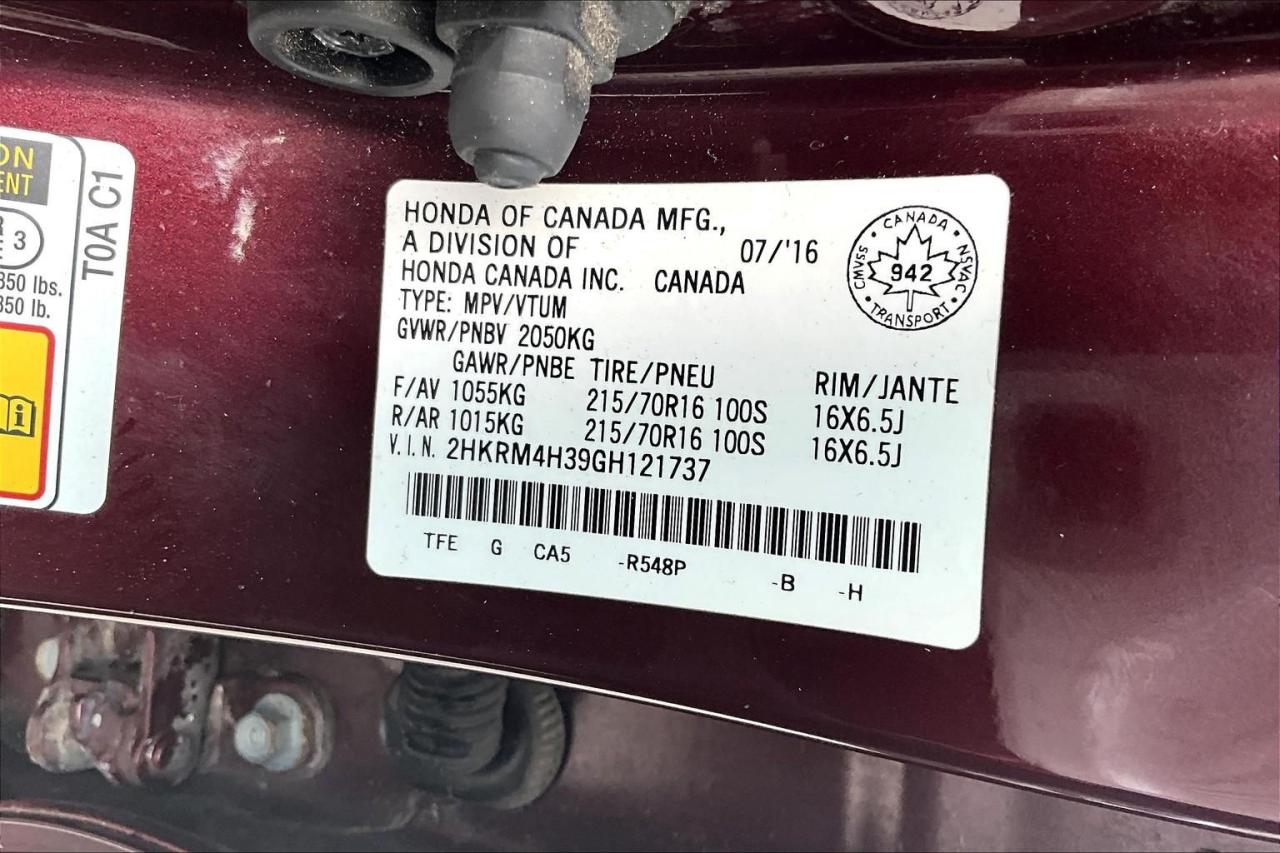 ON
ENT
3
350 lbs.
350 lb.
T0A C1
HONDA OF CANADA MFG.,
A DIVISION OF 07/'16
HONDA CANADA INC. CANADA
TYPE: MPV/VTUM
GVWR/PNBV 2050KG
GAWR/PNBE TIRE/PNEU RIM/JANTE
F/AV 1055KG 215/70R16 100S 16X6.5J
R/AR 1015KG 215/70R16 100S 16X6.5J
V.I.N. 2HKRM4H39GH121737
TFE G CA5 -R548P -B -H
CANADA
CMVSS 942 NSVAC
TRANSPORT